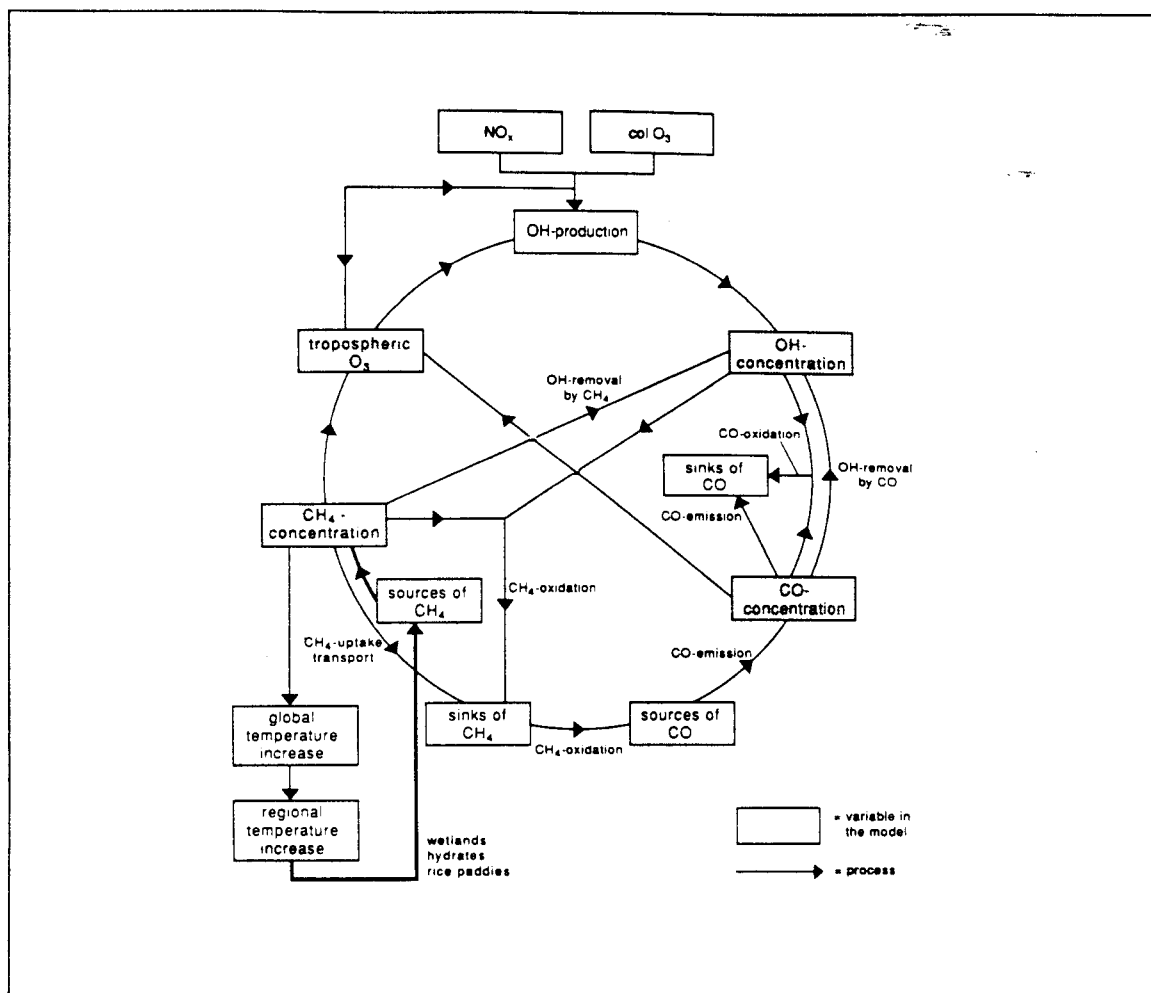 NOₓ
col O₃
OH-production
tropospheric
O₃
OH-
concentration
OH-removal
by CH₄
CO-oxidation
sinks of
CO
OH-removal
by CO
CO-emission
CH₄-
concentration
CH₄-oxidation
sources of
CH₄
CO-
concentration
CH₄-uptake
transport
CO-emission
global
temperature
increase
sinks of
CH₄
CH₄-oxidation
sources of
CO
regional
temperature
increase
wetlands
hydrates
rice paddies
= variable in
the model
= process